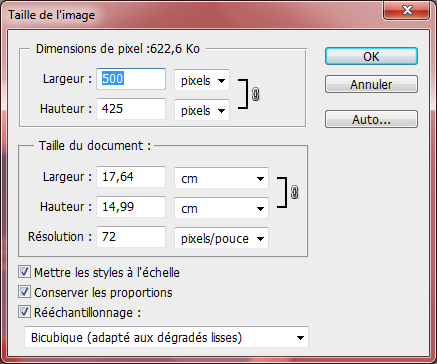 Taille de l'image
Dimensions de pixel :622,6 Ko
Largeur : 500 pixels
Hauteur : 425 pixels
OK
Annuler
Auto...
Taille du document :
Largeur : 17,64 cm
Hauteur : 14,99 cm
Résolution : 72 pixels/pouce
Mettre les styles à l'échelle
Conserver les proportions
Rééchantillonnage :
Bicubique (adapté aux dégradés lisses)